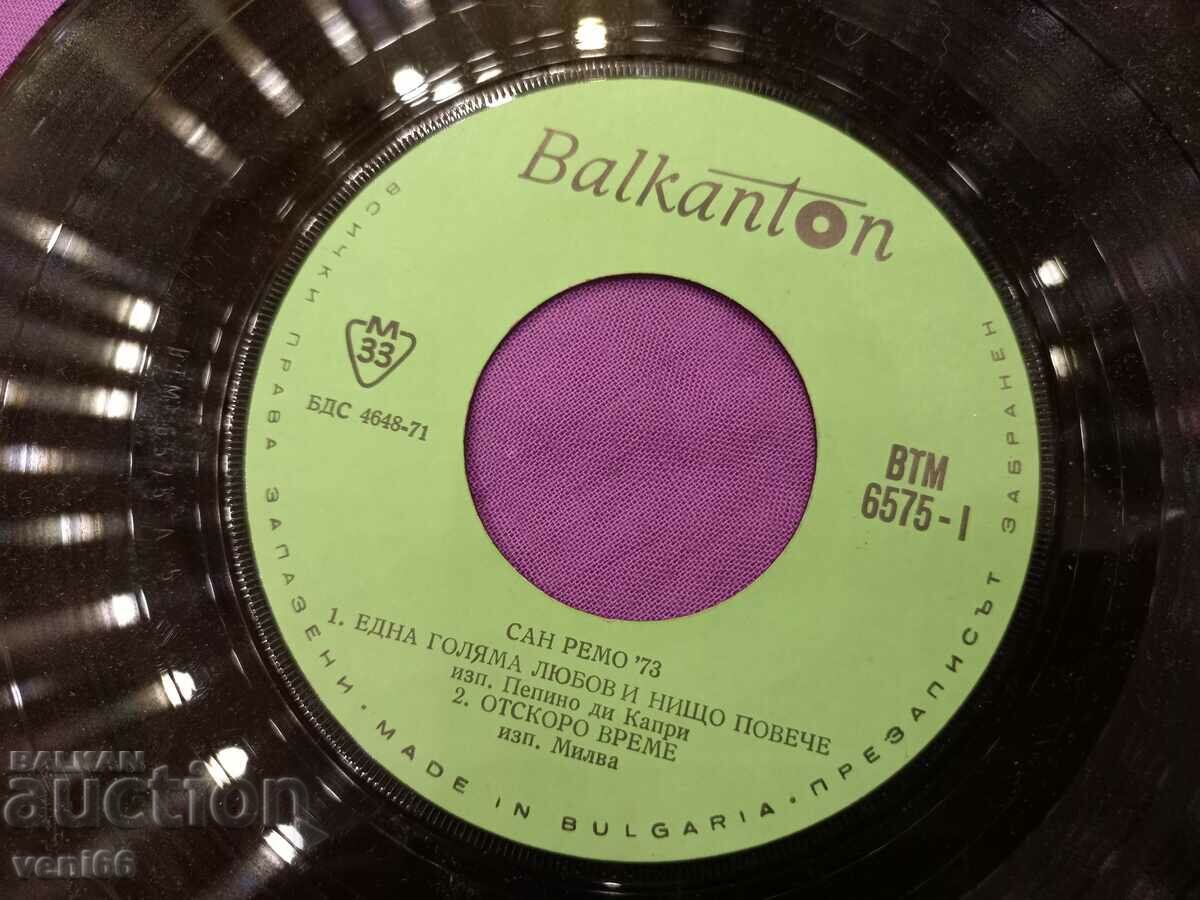 Balkanton
М
33
БДС 4648-71
ВТМ
6575 - I
САН РЕМО '73
1. ЕДНА ГОЛЯМА ЛЮБОВ И НИЩО ПОВЕЧЕ
изп. Пепино ди Капри
2. ОТСКОРО ВРЕМЕ
изп. Милва
ВСИЧКИ ПРАВА ЗАПАЗЕНИ · MADE IN BULGARIA · ПРЕЗАПИСЪТ ЗАБРАНЕН
BALKAN
auction
veni66